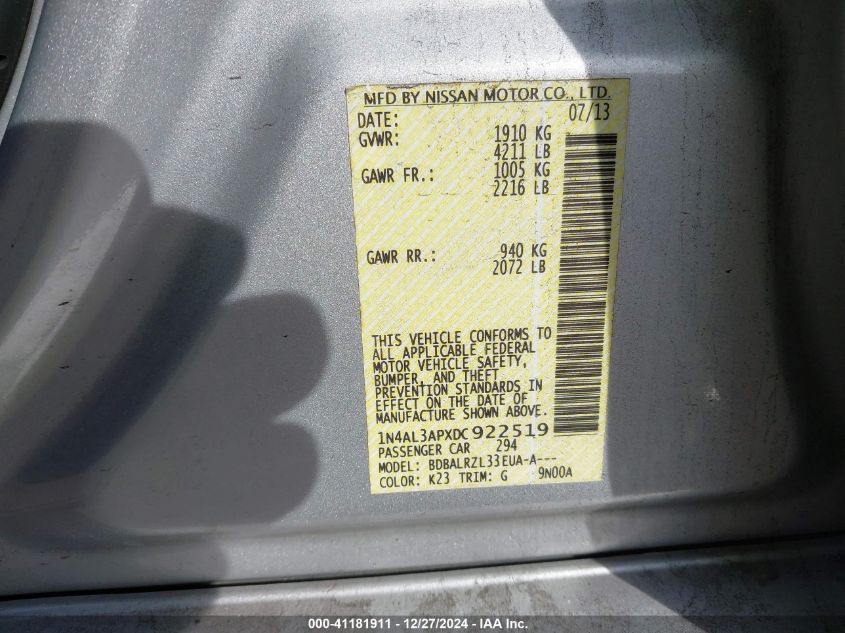 MFD BY NISSAN MOTOR CO., LTD.
DATE: 07/13
GVWR: 1910 KG
4211 LB
GAWR FR.: 1005 KG
2216 LB
GAWR RR.: 940 KG
2072 LB
THIS VEHICLE CONFORMS TO
ALL APPLICABLE FEDERAL
MOTOR VEHICLE SAFETY,
BUMPER, AND THEFT
PREVENTION STANDARDS IN
EFFECT ON THE DATE OF
MANUFACTURE SHOWN ABOVE.
1N4AL3APXDC922519
PASSENGER CAR 294
MODEL: BDBALRZL33EUA-A---
COLOR: K23 TRIM: G 9N00A
000-41181911 - 12/27/2024 - IAA Inc.